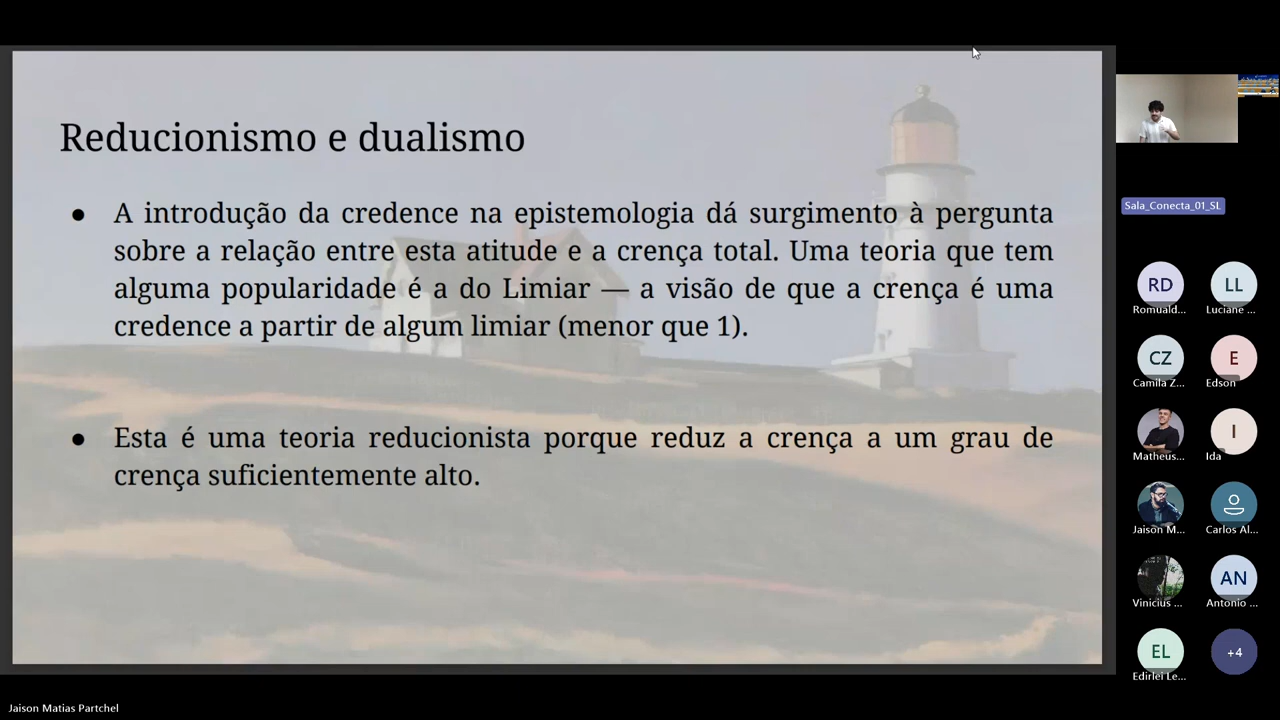 Reducionismo e dualismo
● A introdução da credence na epistemologia dá surgimento à pergunta
sobre a relação entre esta atitude e a crença total. Uma teoria que tem
alguma popularidade é a do Limiar — a visão de que a crença é uma
credence a partir de algum limiar (menor que 1).
● Esta é uma teoria reducionista porque reduz a crença a um grau de
crença suficientemente alto.
Sala_Conecta_01_SL
RD
LL
Romuald...
Luciane ...
CZ
E
Camila Z...
Edson
I
Matheus...
Ida
Jaison M...
Carlos Al...
AN
Vinicius ...
Antonio ...
EL
+4
Edirlei Le...
Jaison Matias Partchel